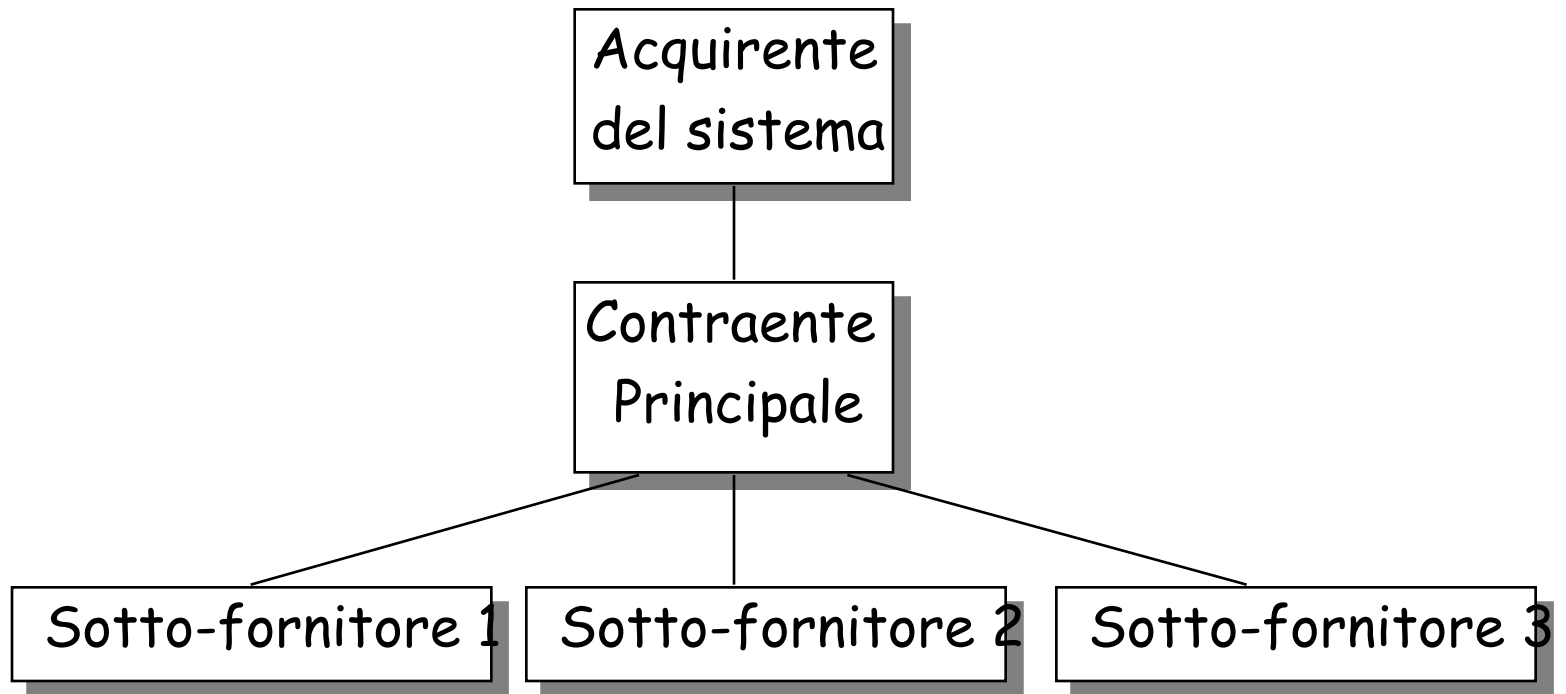 Acquirente
del sistema
Contraente
Principale
Sotto-fornitore 1
Sotto-fornitore 2
Sotto-fornitore 3